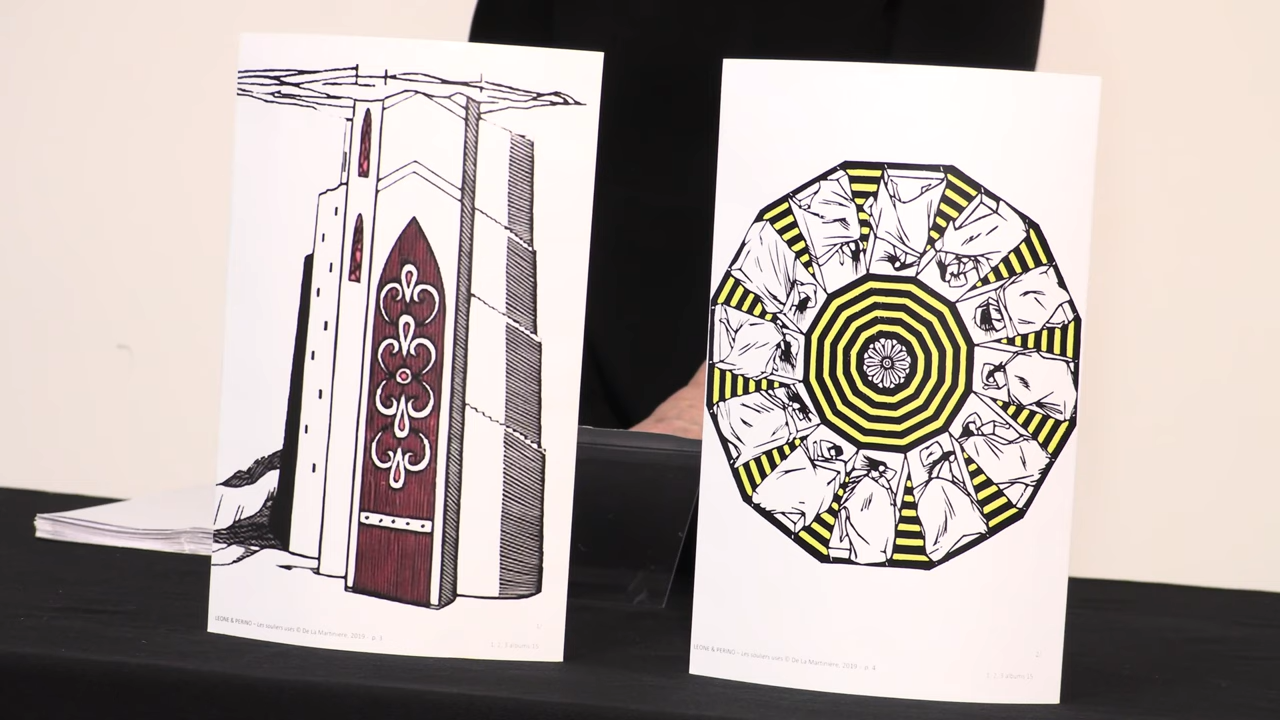 LEONE & PERINO – Les souliers usés © De La Martinière, 2019. - p. 3
LEONE & PERINO – Les souliers usés © De La Martinière, 2019. - p. 4